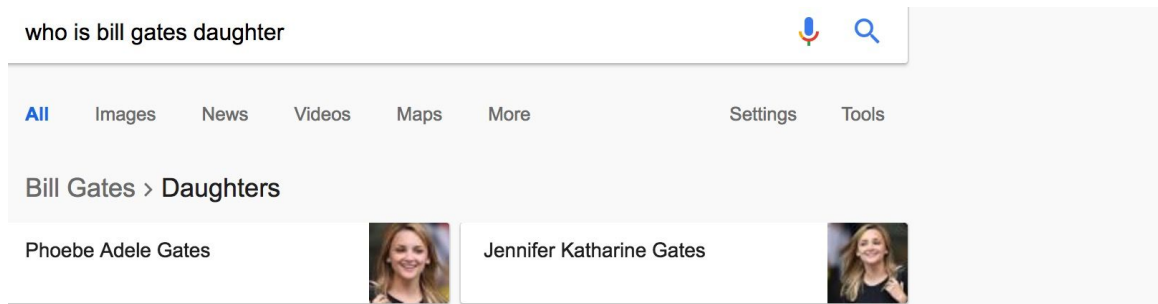 who is bill gates daughter
All Images News Videos Maps More Settings Tools
Bill Gates › Daughters
Phoebe Adele Gates Jennifer Katharine Gates